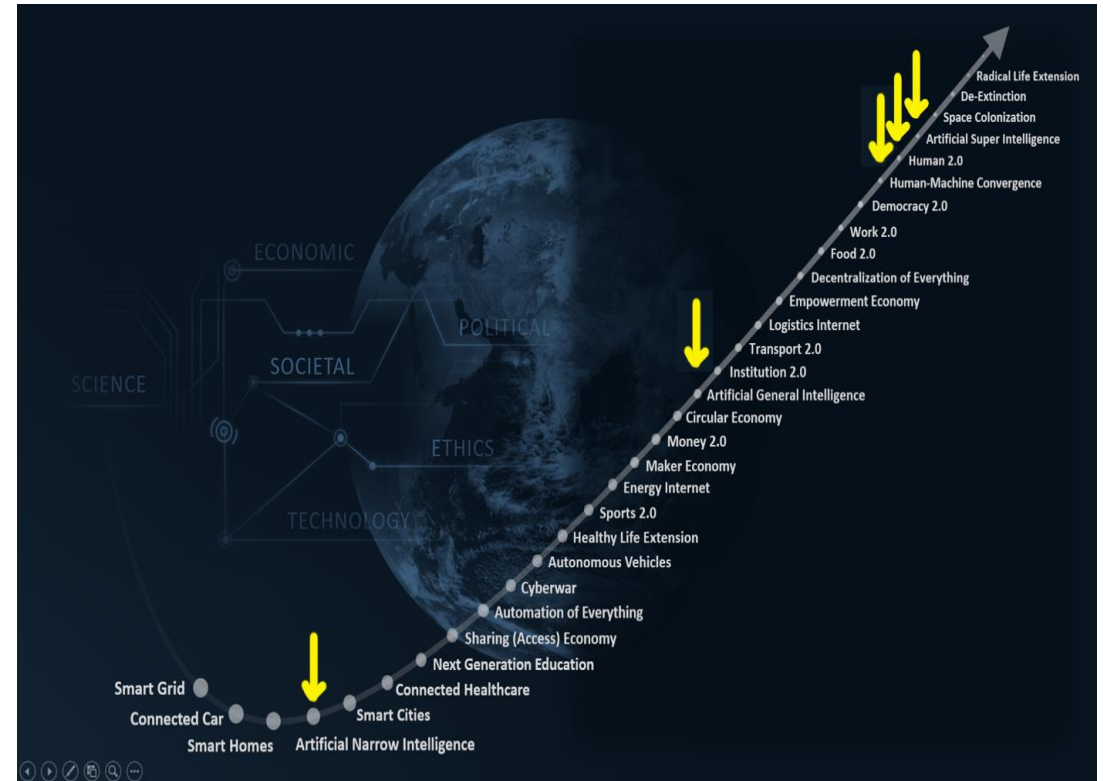 Radical Life Extension
De-Extinction
Space Colonization
Artificial Super Intelligence
Human 2.0
Human-Machine Convergence
Democracy 2.0
Work 2.0
Food 2.0
Decentralization of Everything
Empowerment Economy
Logistics Internet
Transport 2.0
Institution 2.0
Artificial General Intelligence
Circular Economy
Money 2.0
Maker Economy
Energy Internet
Sports 2.0
Healthy Life Extension
Autonomous Vehicles
Cyberwar
Automation of Everything
Sharing (Access) Economy
Next Generation Education
Connected Healthcare
Smart Cities
Artificial Narrow Intelligence
Smart Homes
Connected Car
Smart Grid
ECONOMIC
POLITICAL
SOCIETAL
SCIENCE
ETHICS
TECHNOLOGY